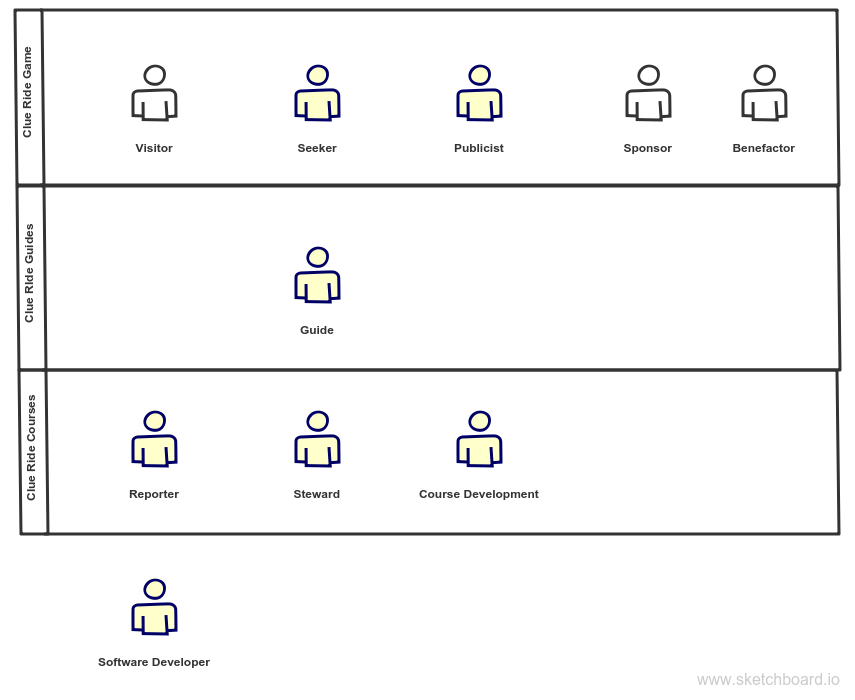 Clue Ride Game
Visitor
Seeker
Publicist
Sponsor
Benefactor
Clue Ride Guides
Guide
Clue Ride Courses
Reporter
Steward
Course Development
Software Developer
www.sketchboard.io